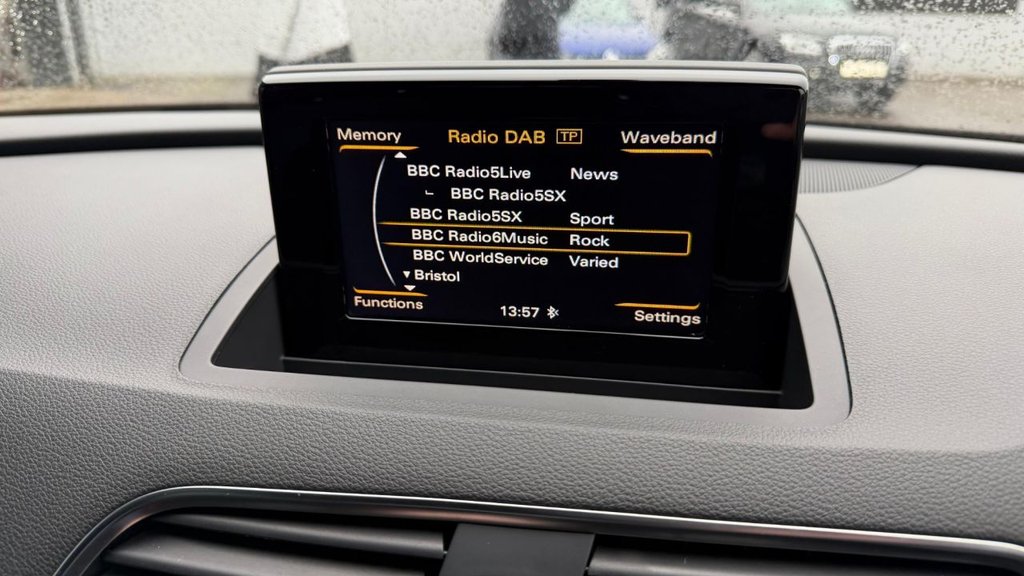 Memory Radio DAB TP Waveband
BBC Radio5Live News
BBC Radio5SX
BBC Radio5SX Sport
BBC Radio6Music Rock
BBC WorldService Varied
Bristol
Functions 13:57 Settings